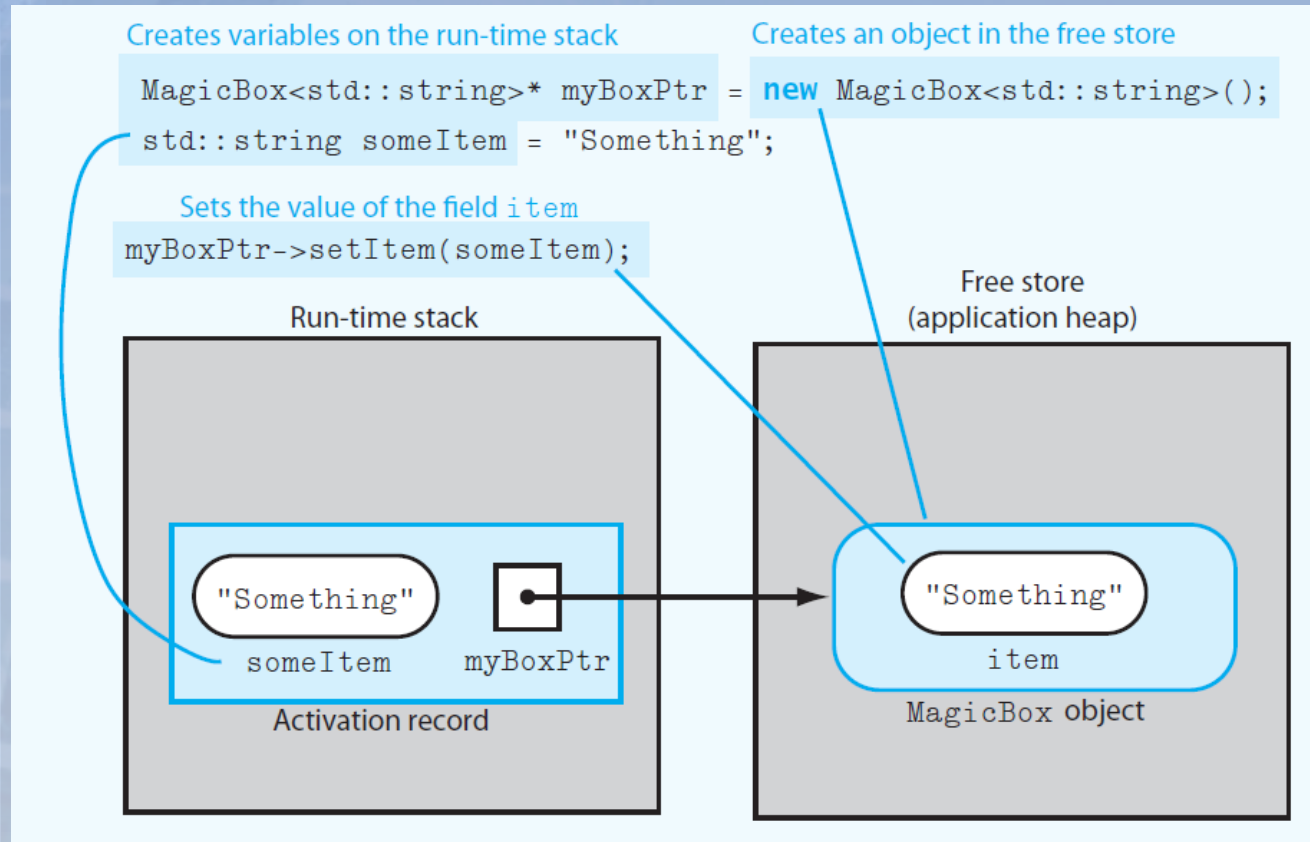 Creates variables on the run-time stack
Creates an object in the free store
MagicBox<std::string>* myBoxPtr = new MagicBox<std::string>();
std::string someItem = "Something";
Sets the value of the field item
myBoxPtr->setItem(someItem);
Run-time stack
Free store
(application heap)
"Something"
someItem
myBoxPtr
Activation record
"Something"
item
MagicBox object